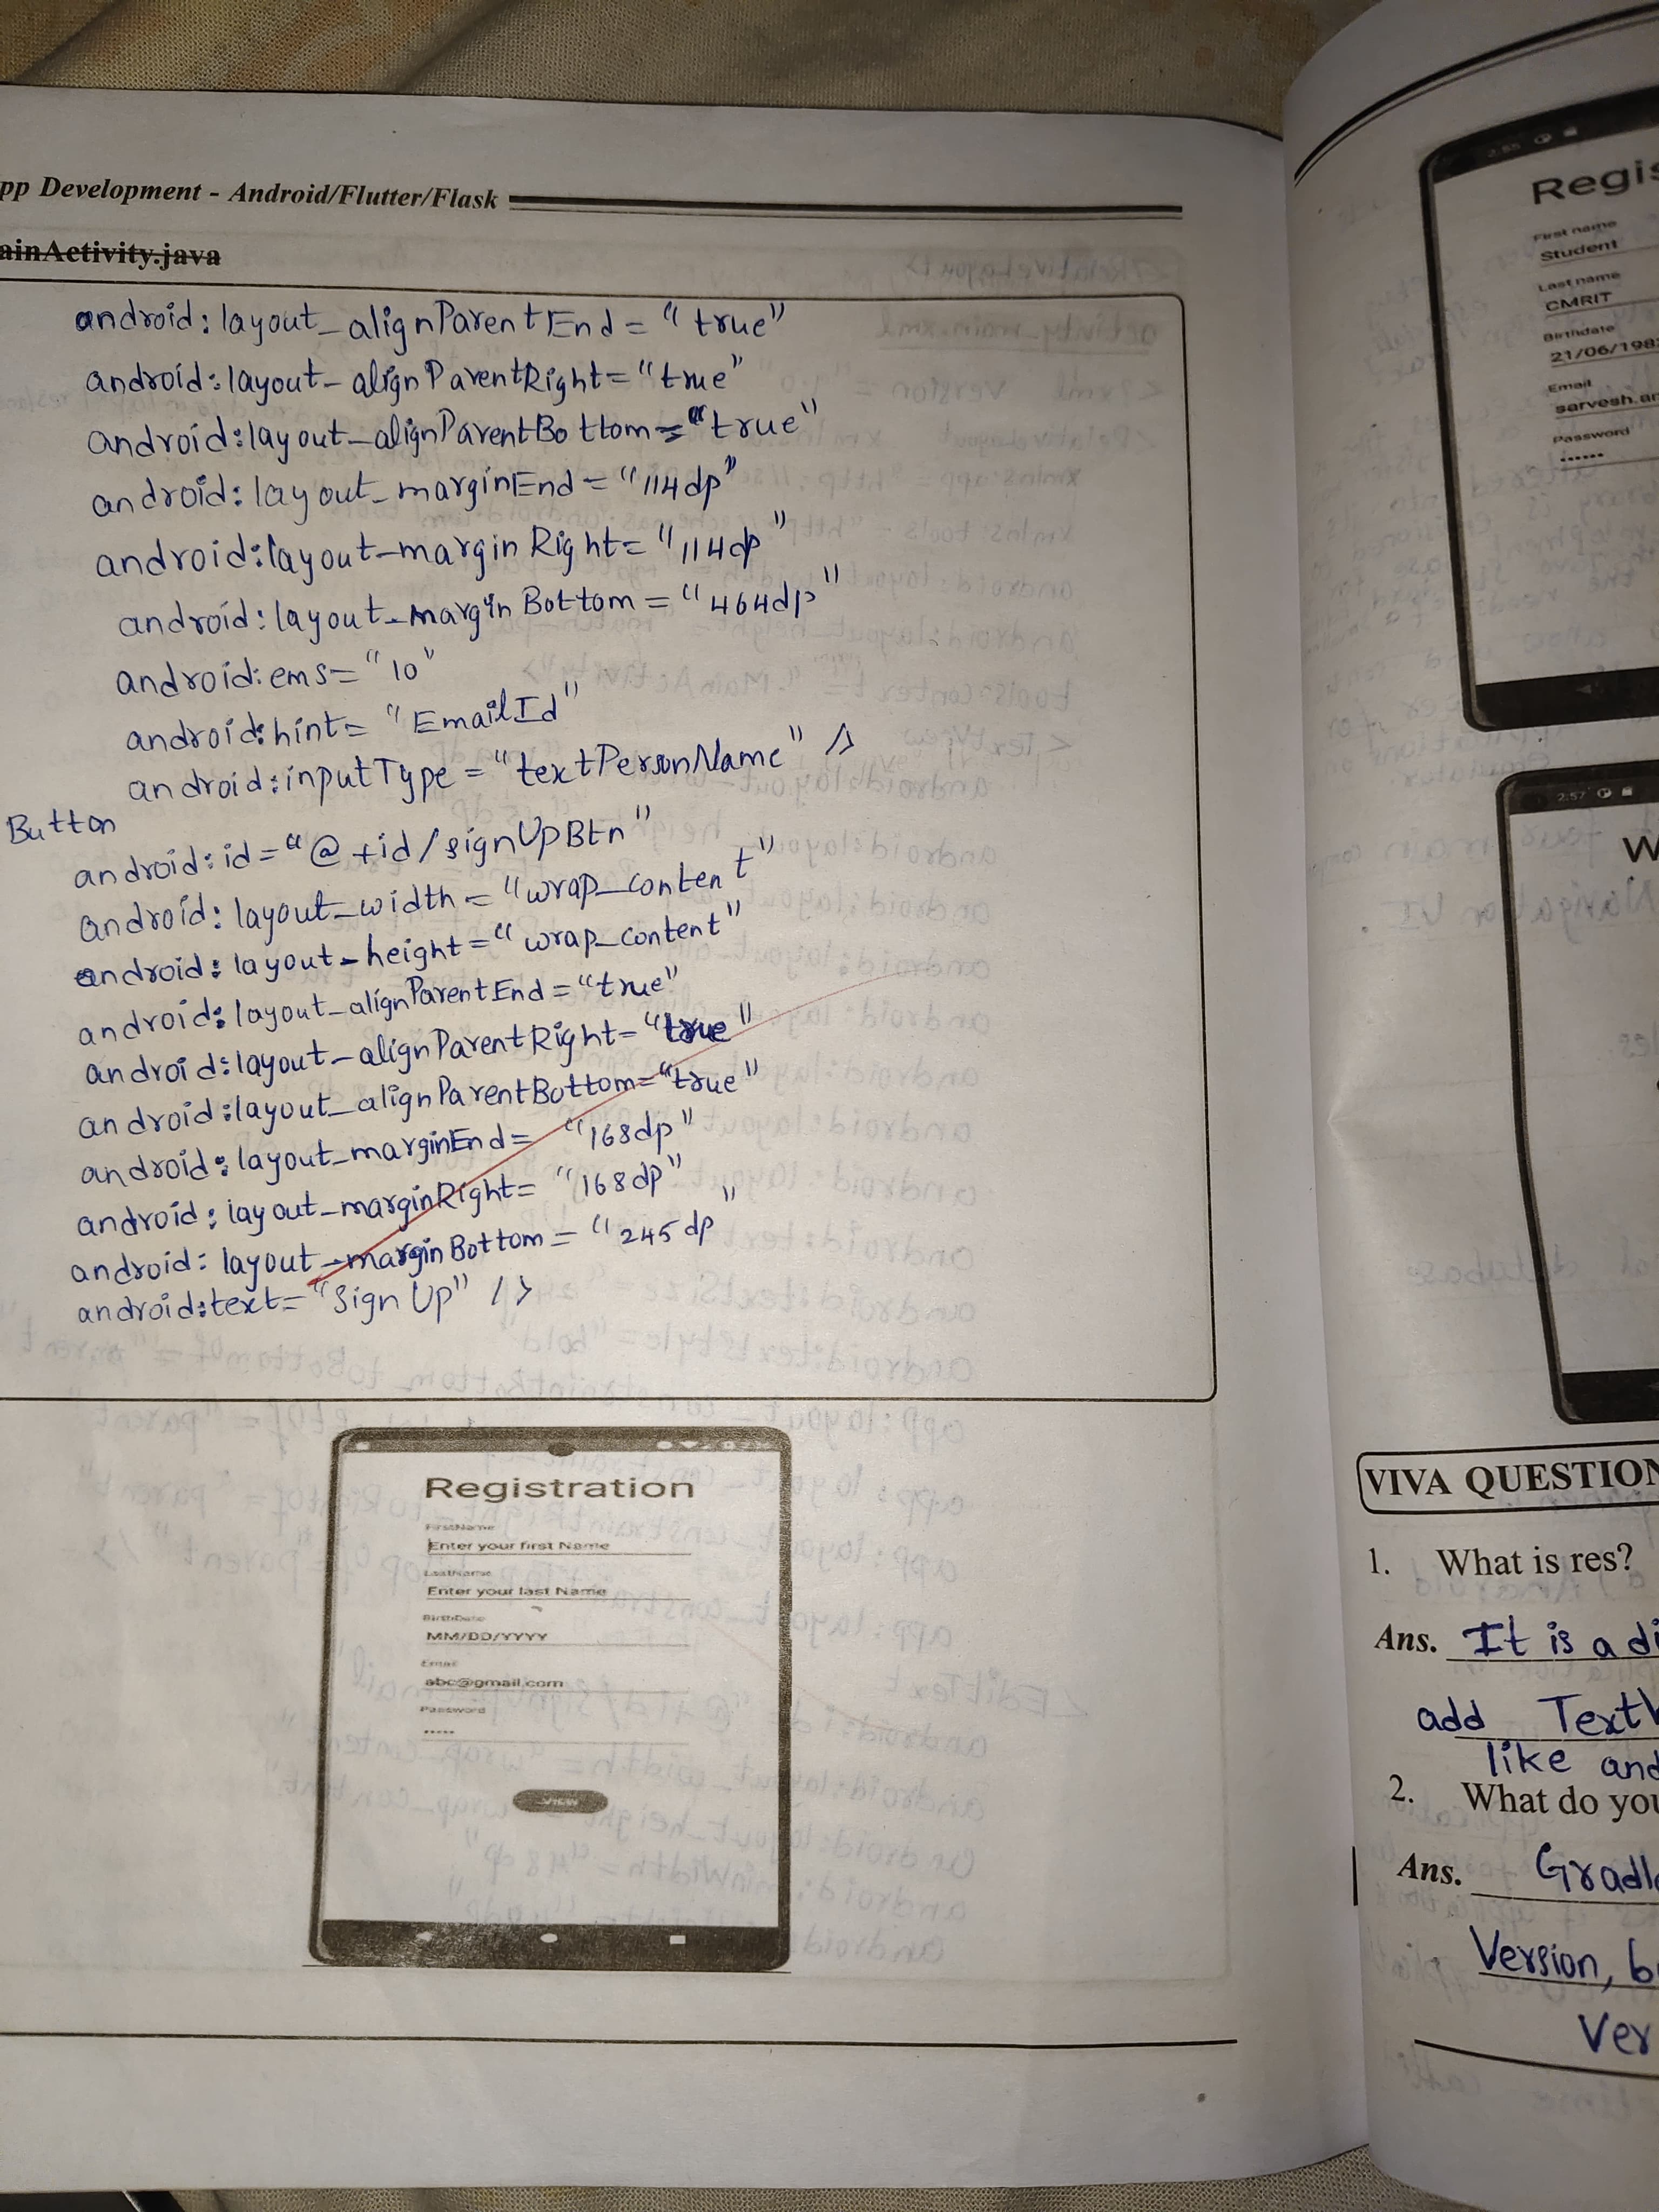 pp Development - Android/Flutter/Flask
ainActivity.java
android:layout_alignParentEnd="true"
android:layout_alignParentRight="true"
android:layout_alignParentBottom="true"
android:layout_marginEnd="114dp"
android:layout_marginRight="114dp"
android:layout_marginBottom="464dp"
android:ems="10"
android:hint="EmailId"
android:inputType="textPersonName" />
Button
android:id="@+id/signUpBtn"
android:layout_width="wrap_content"
android:layout_height="wrap_content"
android:layout_alignParentEnd="true"
android:layout_alignParentRight="true"
android:layout_alignParentBottom="true"
android:layout_marginEnd="168dp"
android:layout_marginRight="168dp"
android:layout_marginBottom="245dp"
android:text="Sign Up" />
Registration
FirstName
Enter your first Name
LastName
Enter your last Name
BirthDate
MM/DD/YYYY
Email
abc@gmail.com
Password
•••••
VIEW
Regis
First name
Student
Last name
CMRIT
Birthdate
21/06/198
Email
sarvesh.ar
Password
••••••
2:57
W
VIVA QUESTION
1. What is res?
Ans. It is a di
add Text
like and
2. What do you
Ans. Gradle
Version, b
Ver